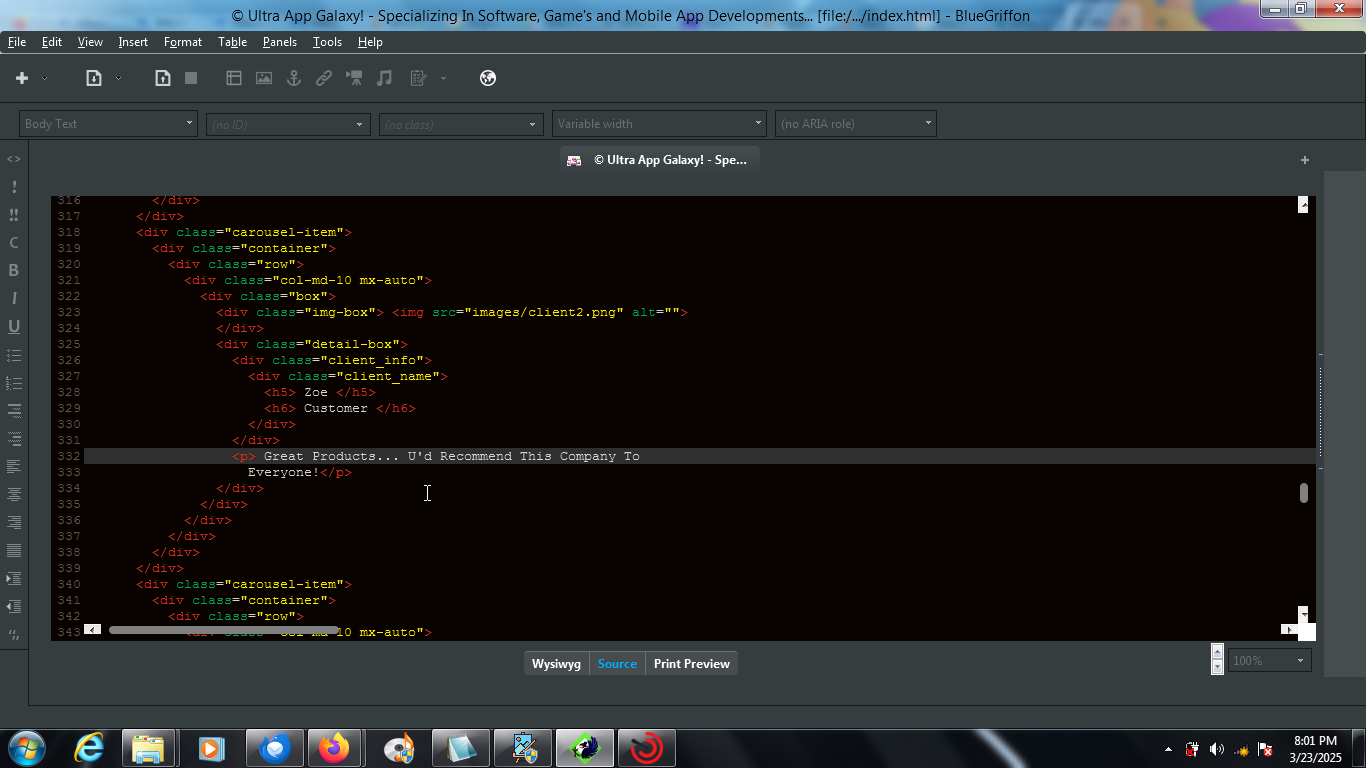 © Ultra App Galaxy! - Specializing In Software, Game's and Mobile App Developments... [file:/.../index.html] - BlueGriffon
File Edit View Insert Format Table Panels Tools Help
Body Text (no ID) (no class) Variable width (no ARIA role)
© Ultra App Galaxy! - Spe...
316 </div>
317 </div>
318 <div class="carousel-item">
319 <div class="container">
320 <div class="row">
321 <div class="col-md-10 mx-auto">
322 <div class="box">
323 <div class="img-box"> <img src="images/client2.png" alt="">
324 </div>
325 <div class="detail-box">
326 <div class="client_info">
327 <div class="client_name">
328 <h5> Zoe </h5>
329 <h6> Customer </h6>
330 </div>
331 </div>
332 <p> Great Products... U'd Recommend This Company To
333 Everyone!</p>
334 </div>
335 </div>
336 </div>
337 </div>
338 </div>
339 </div>
340 <div class="carousel-item">
341 <div class="container">
342 <div class="row">
343 <div class="col-md-10 mx-auto">
Wysiwyg Source Print Preview
100%
8:01 PM
3/23/2025